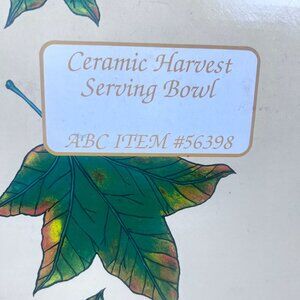 Ceramic Harvest
Serving Bowl
ABC ITEM #56398